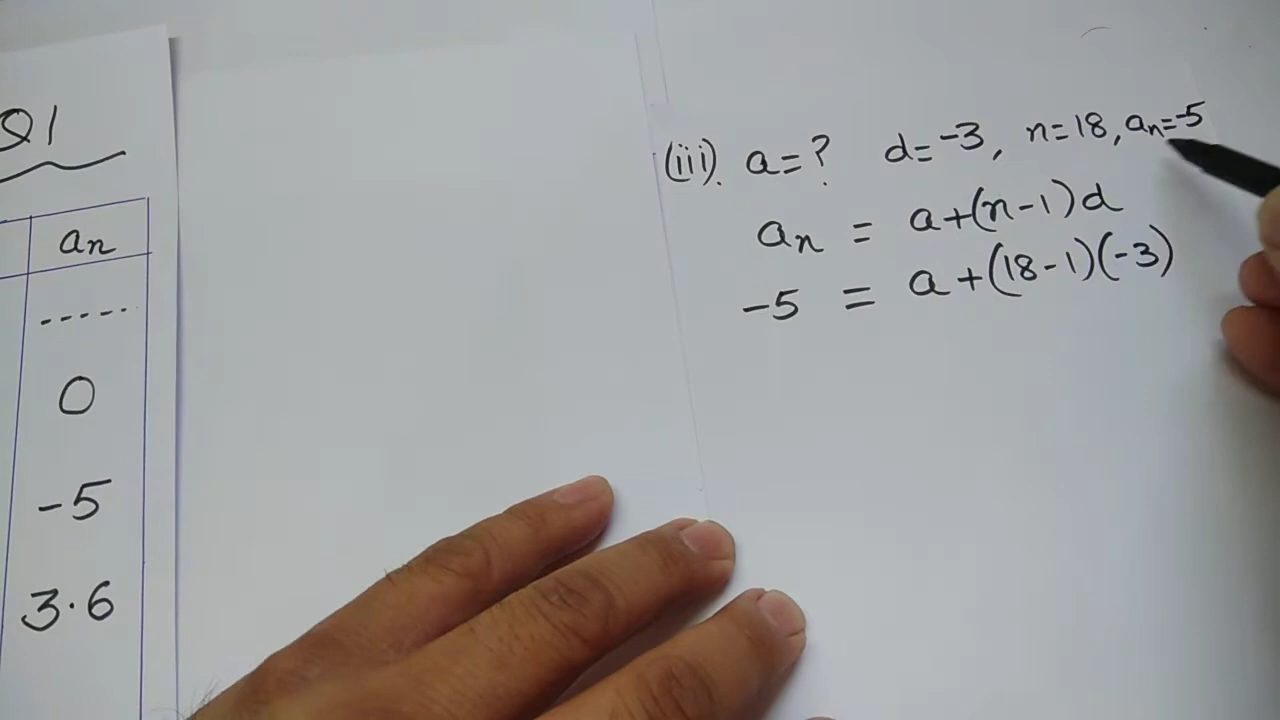 Q1
an
-----
0
-5
3.6
(iii). a=? d=-3, n=18, an=-5
an = a+(n-1)d
-5 = a+(18-1)(-3)